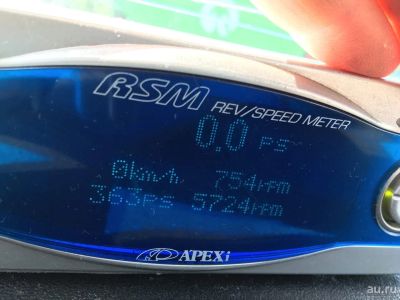 RSM
REV/SPEED METER
0.0 PS
0km/h 754rpm
363PS 5724rpm
APEXi
au.ru